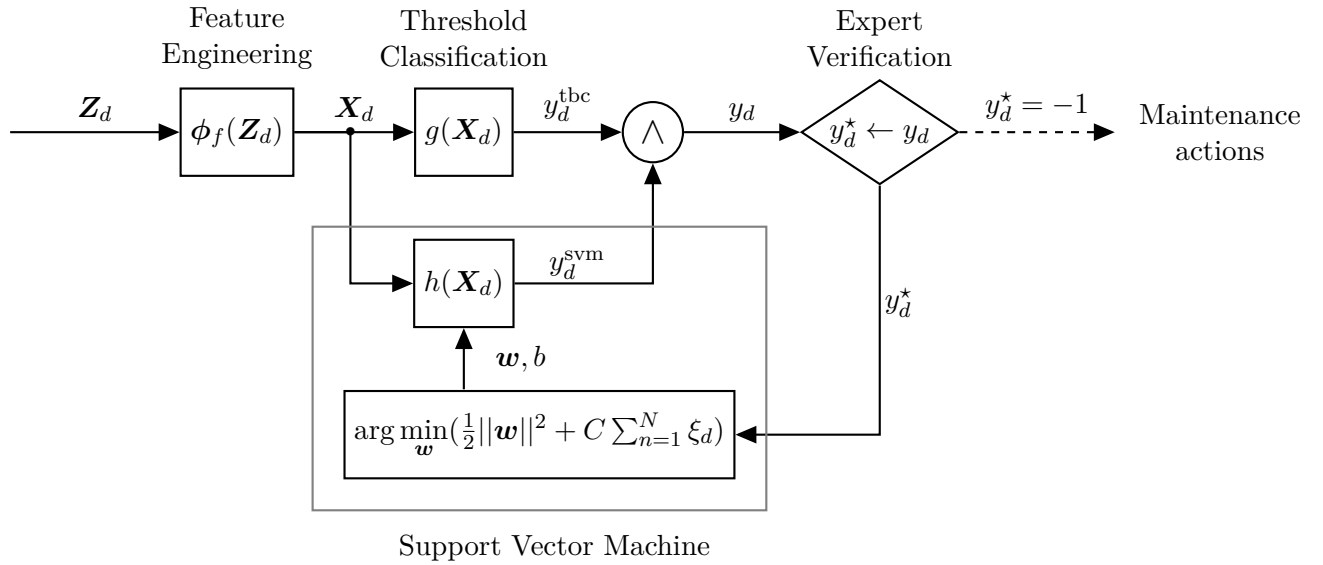 Feature
Engineering
Threshold
Classification
Expert
Verification
𝒁_d
ϕ_f(𝒁_d)
𝑿_d
g(𝑿_d)
y_d^tbc
∧
y_d
y_d^⋆ ← y_d
y_d^⋆ = −1
Maintenance
actions
h(𝑿_d)
y_d^svm
y_d^⋆
𝒘, b
arg min_𝒘(½||𝒘||² + C ∑_{n=1}^N ξ_d)
Support Vector Machine